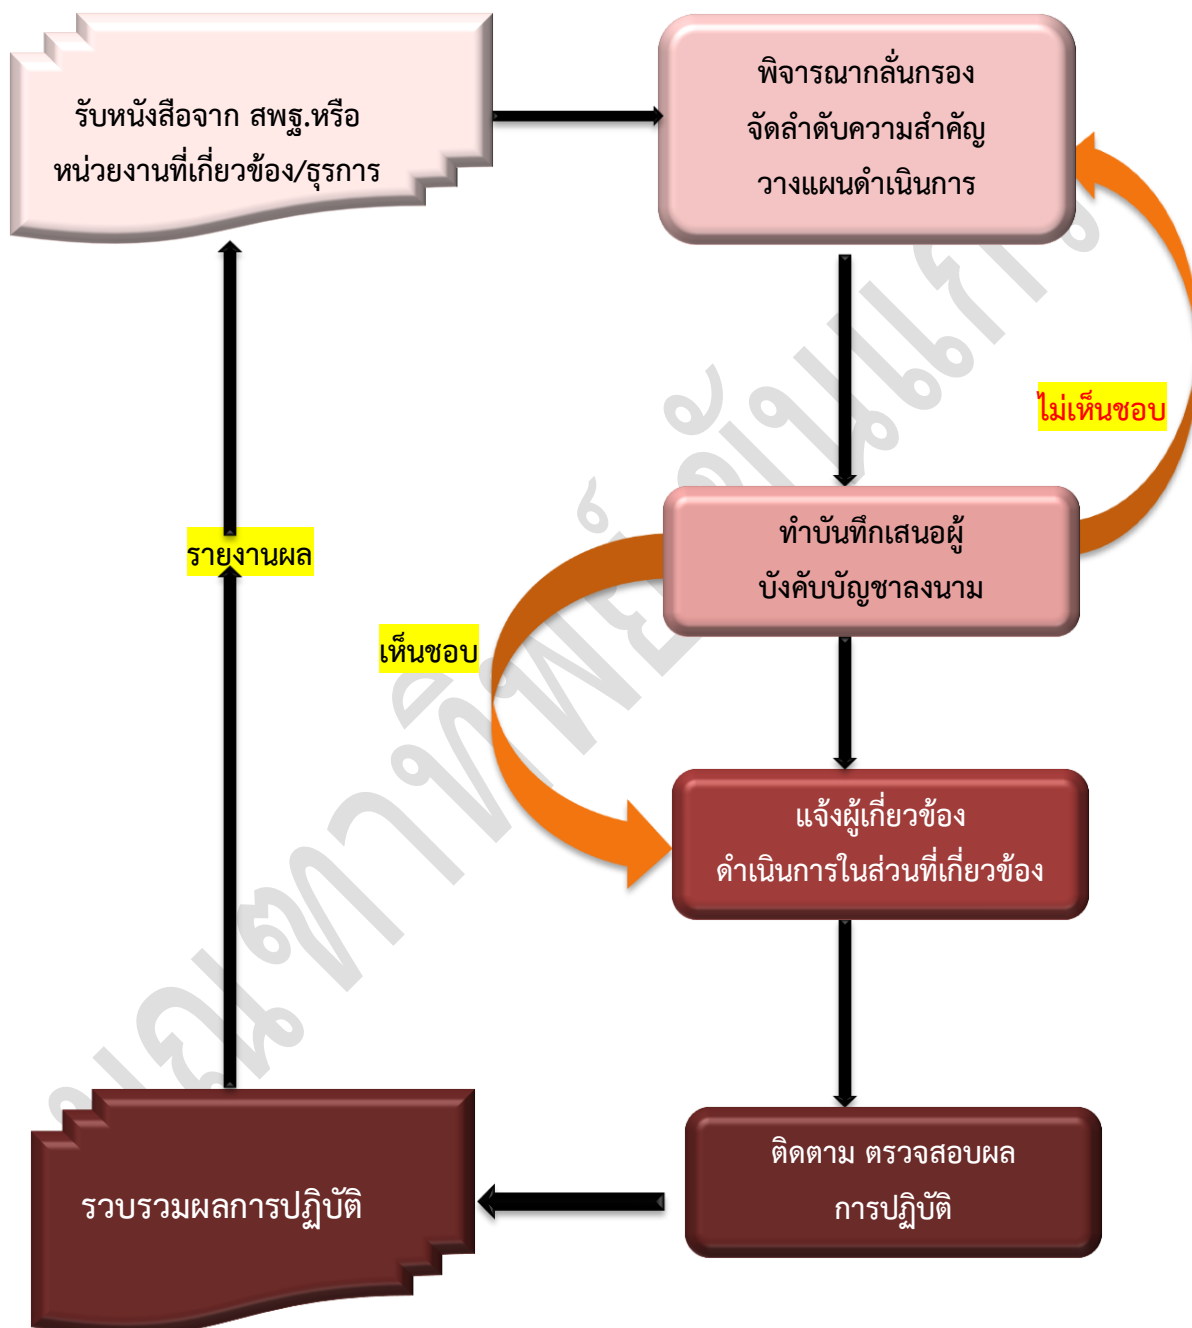 รับหนังสือจาก สพฐ.หรือ
หน่วยงานที่เกี่ยวข้อง/ธุรการ
พิจารณากลั่นกรอง
จัดลำดับความสำคัญ
วางแผนดำเนินการ
ไม่เห็นชอบ
ทำบันทึกเสนอผู้
บังคับบัญชาลงนาม
รายงานผล
เห็นชอบ
แจ้งผู้เกี่ยวข้อง
ดำเนินการในส่วนที่เกี่ยวข้อง
ติดตาม ตรวจสอบผล
การปฏิบัติ
รวบรวมผลการปฏิบัติ